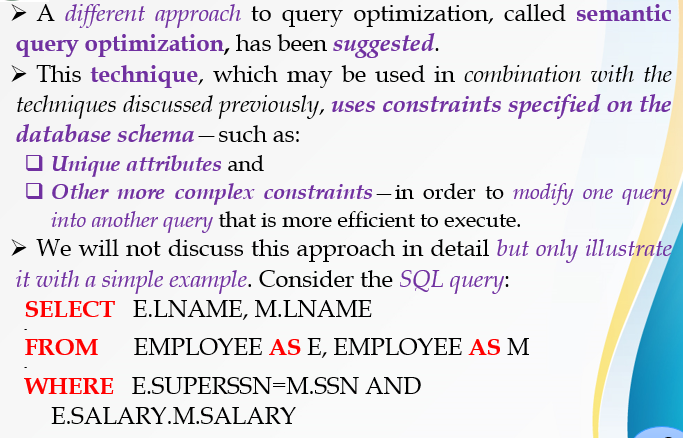 ➢ A different approach to query optimization, called semantic
query optimization, has been suggested.
➢ This technique, which may be used in combination with the
techniques discussed previously, uses constraints specified on the
database schema—such as:
❑ Unique attributes and
❑ Other more complex constraints—in order to modify one query
into another query that is more efficient to execute.
➢ We will not discuss this approach in detail but only illustrate
it with a simple example. Consider the SQL query:
SELECT E.LNAME, M.LNAME
FROM EMPLOYEE AS E, EMPLOYEE AS M
WHERE E.SUPERSSN=M.SSN AND
E.SALARY.M.SALARY